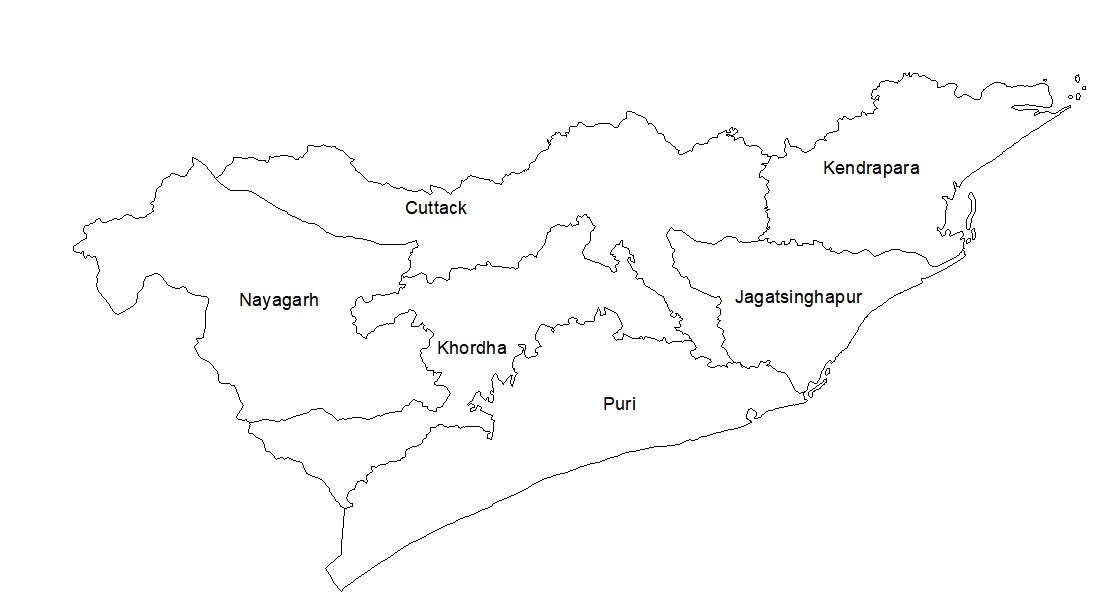 Kendrapara
Cuttack
Nayagarh
Jagatsinghapur
Khordha
Puri